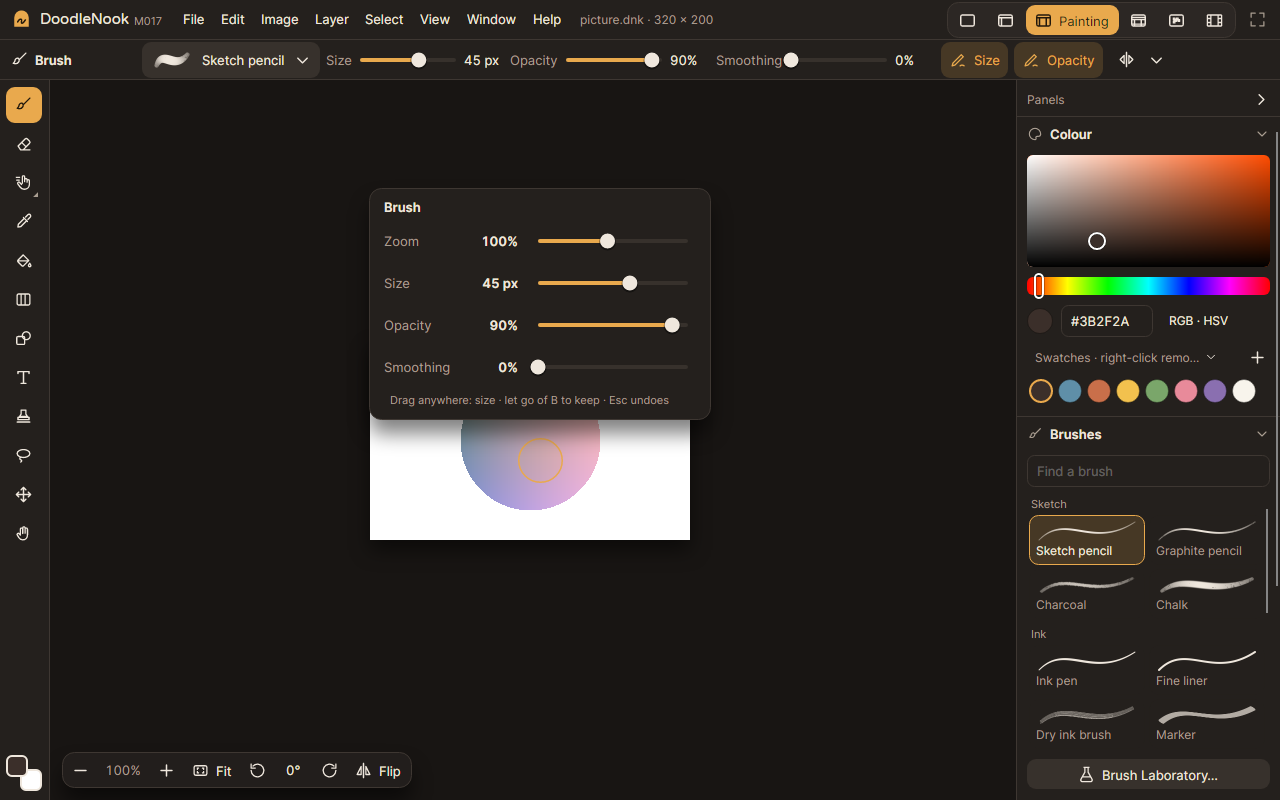 DoodleNook M017 File Edit Image Layer Select View Window Help picture.dnk · 320 × 200 Painting
Brush Sketch pencil Size 45 px Opacity 90% Smoothing 0% Size Opacity
Panels
Colour
#3B2F2A RGB · HSV
Swatches · right-click remo...
Brushes
Find a brush
Sketch
Sketch pencil Graphite pencil
Charcoal Chalk
Ink
Ink pen Fine liner
Dry ink brush Marker
Brush Laboratory...
Brush
Zoom 100%
Size 45 px
Opacity 90%
Smoothing 0%
Drag anywhere: size · let go of B to keep · Esc undoes
100% Fit 0° Flip